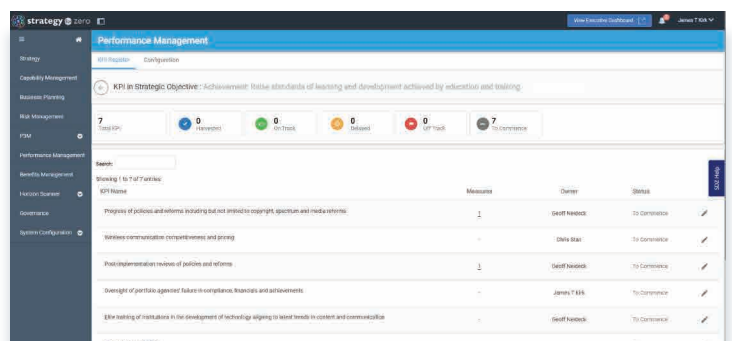 strategy zero
View Executive Dashboard
James T Kirk
Performance Management
Strategy
KPI Register
Configuration
Capability Management
KPI in Strategic Objective : Achievement: Raise standards of learning and development achieved by education and training
Business Planning
Risk Management
7
Total KPI
0
Harvested
0
On Track
0
Delayed
0
Off Track
7
To Commence
P3M
Performance Management
Search:
Benefits Management
Showing 1 to 7 of 7 entries
KPI Name
Measures
Owner
Status
Horizon Scanner
SDZ Help
Governance
Progress of policies and reforms including but not limited to copyright, spectrum and media reforms
1
Geoff Neideck
To Commence
System Configuration
Wireless communication competitiveness and pricing
-
Chris Stan
To Commence
Post-implementation reviews of policies and reforms
1
Geoff Neideck
To Commence
Oversight of portfolio agencies' failure in compliance, financials and achievements
-
James T Kirk
To Commence
Elite training of institutions in the development of technology aligning to latest trends in content and communication
-
Geoff Neideck
To Commence